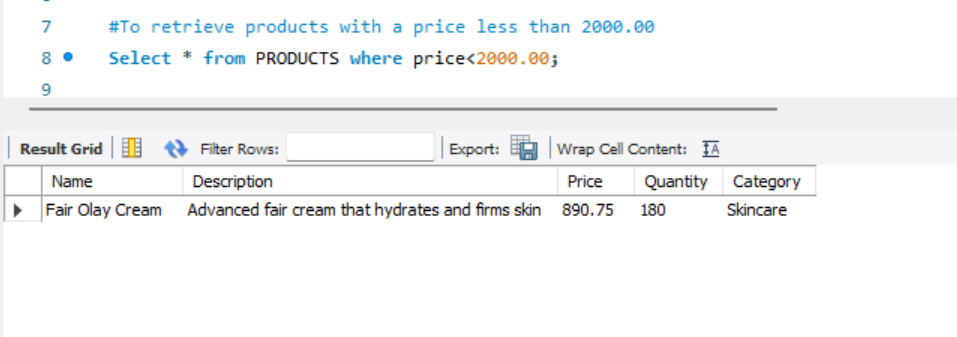 7 #To retrieve products with a price less than 2000.00
8 Select * from PRODUCTS where price<2000.00;
9
Result Grid Filter Rows: Export: Wrap Cell Content: IA
Name Description Price Quantity Category
Fair Olay Cream Advanced fair cream that hydrates and firms skin 890.75 180 Skincare